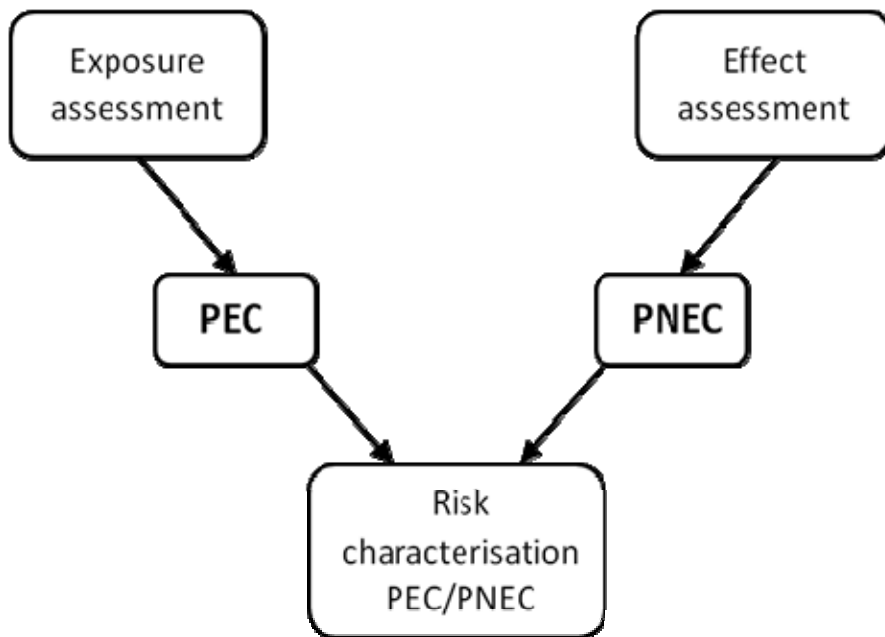 Exposure
assessment
Effect
assessment
PEC
PNEC
Risk
characterisation
PEC/PNEC